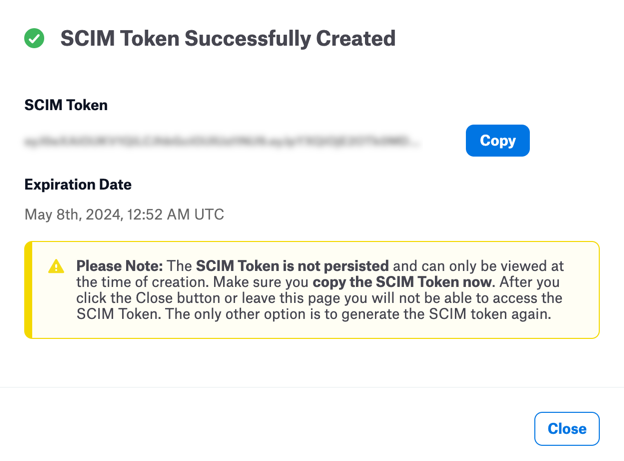 SCIM Token Successfully Created
SCIM Token
Copy
Expiration Date
May 8th, 2024, 12:52 AM UTC
Please Note: The SCIM Token is not persisted and can only be viewed at
the time of creation. Make sure you copy the SCIM Token now. After you
click the Close button or leave this page you will not be able to access the
SCIM Token. The only other option is to generate the SCIM token again.
Close